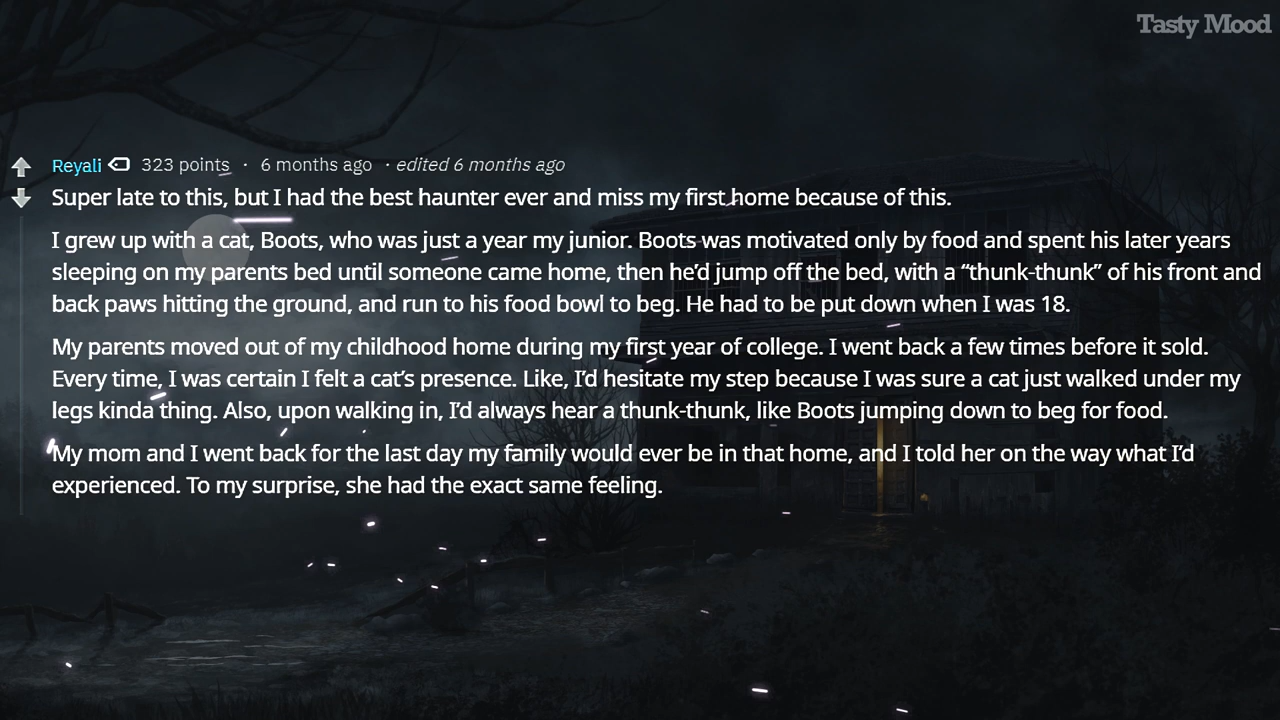 Tasty Mood
Reyali 323 points · 6 months ago · edited 6 months ago
Super late to this, but I had the best haunter ever and miss my first home because of this.
I grew up with a cat, Boots, who was just a year my junior. Boots was motivated only by food and spent his later years
sleeping on my parents bed until someone came home, then he’d jump off the bed, with a “thunk-thunk” of his front and
back paws hitting the ground, and run to his food bowl to beg. He had to be put down when I was 18.
My parents moved out of my childhood home during my first year of college. I went back a few times before it sold.
Every time, I was certain I felt a cat’s presence. Like, I’d hesitate my step because I was sure a cat just walked under my
legs kinda thing. Also, upon walking in, I’d always hear a thunk-thunk, like Boots jumping down to beg for food.
My mom and I went back for the last day my family would ever be in that home, and I told her on the way what I’d
experienced. To my surprise, she had the exact same feeling.